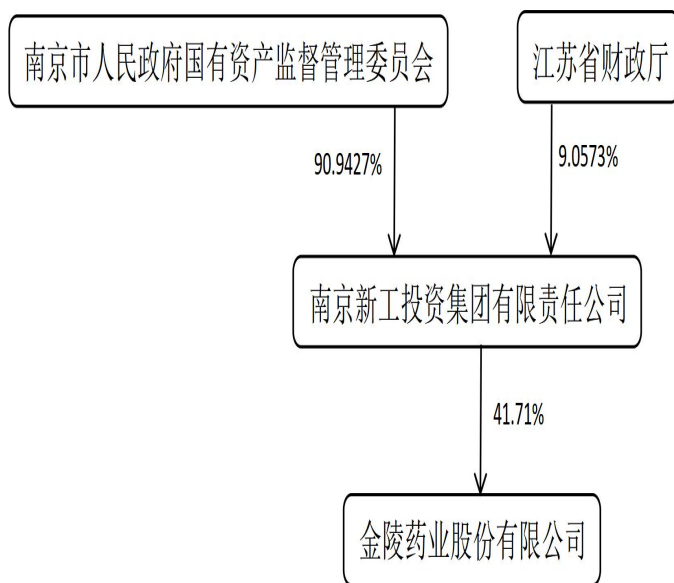 南京市人民政府国有资产监督管理委员会
江苏省财政厅
90.9427%
9.0573%
南京新工投资集团有限责任公司
41.71%
金陵药业股份有限公司